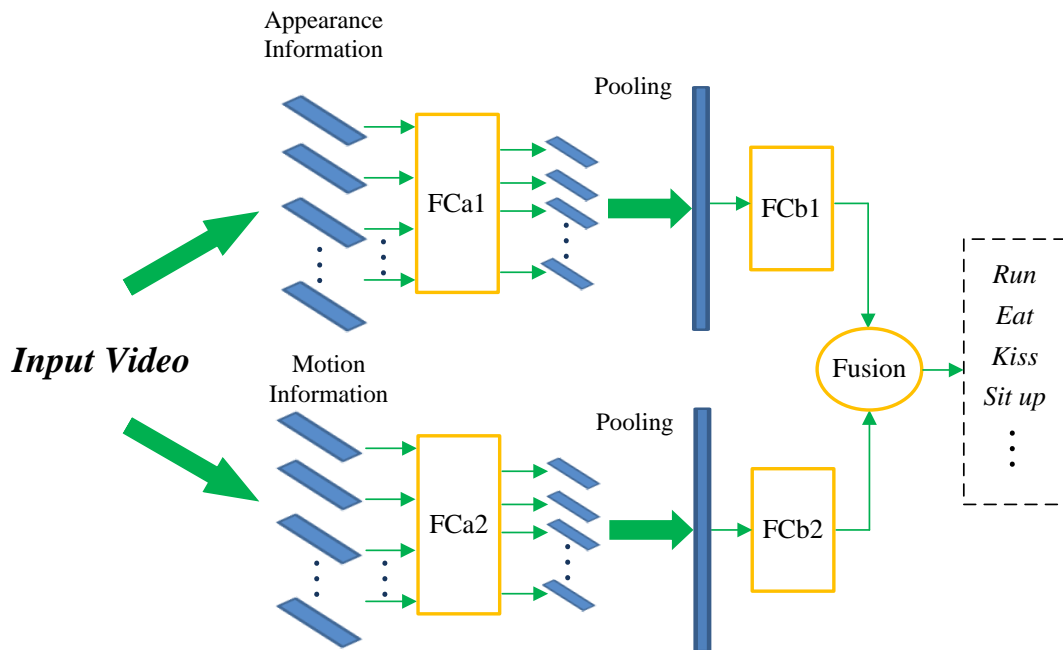 Appearance
Information
Pooling
FCa1
FCb1
Input Video
Motion
Information
Pooling
FCa2
FCb2
Fusion
Run
Eat
Kiss
Sit up